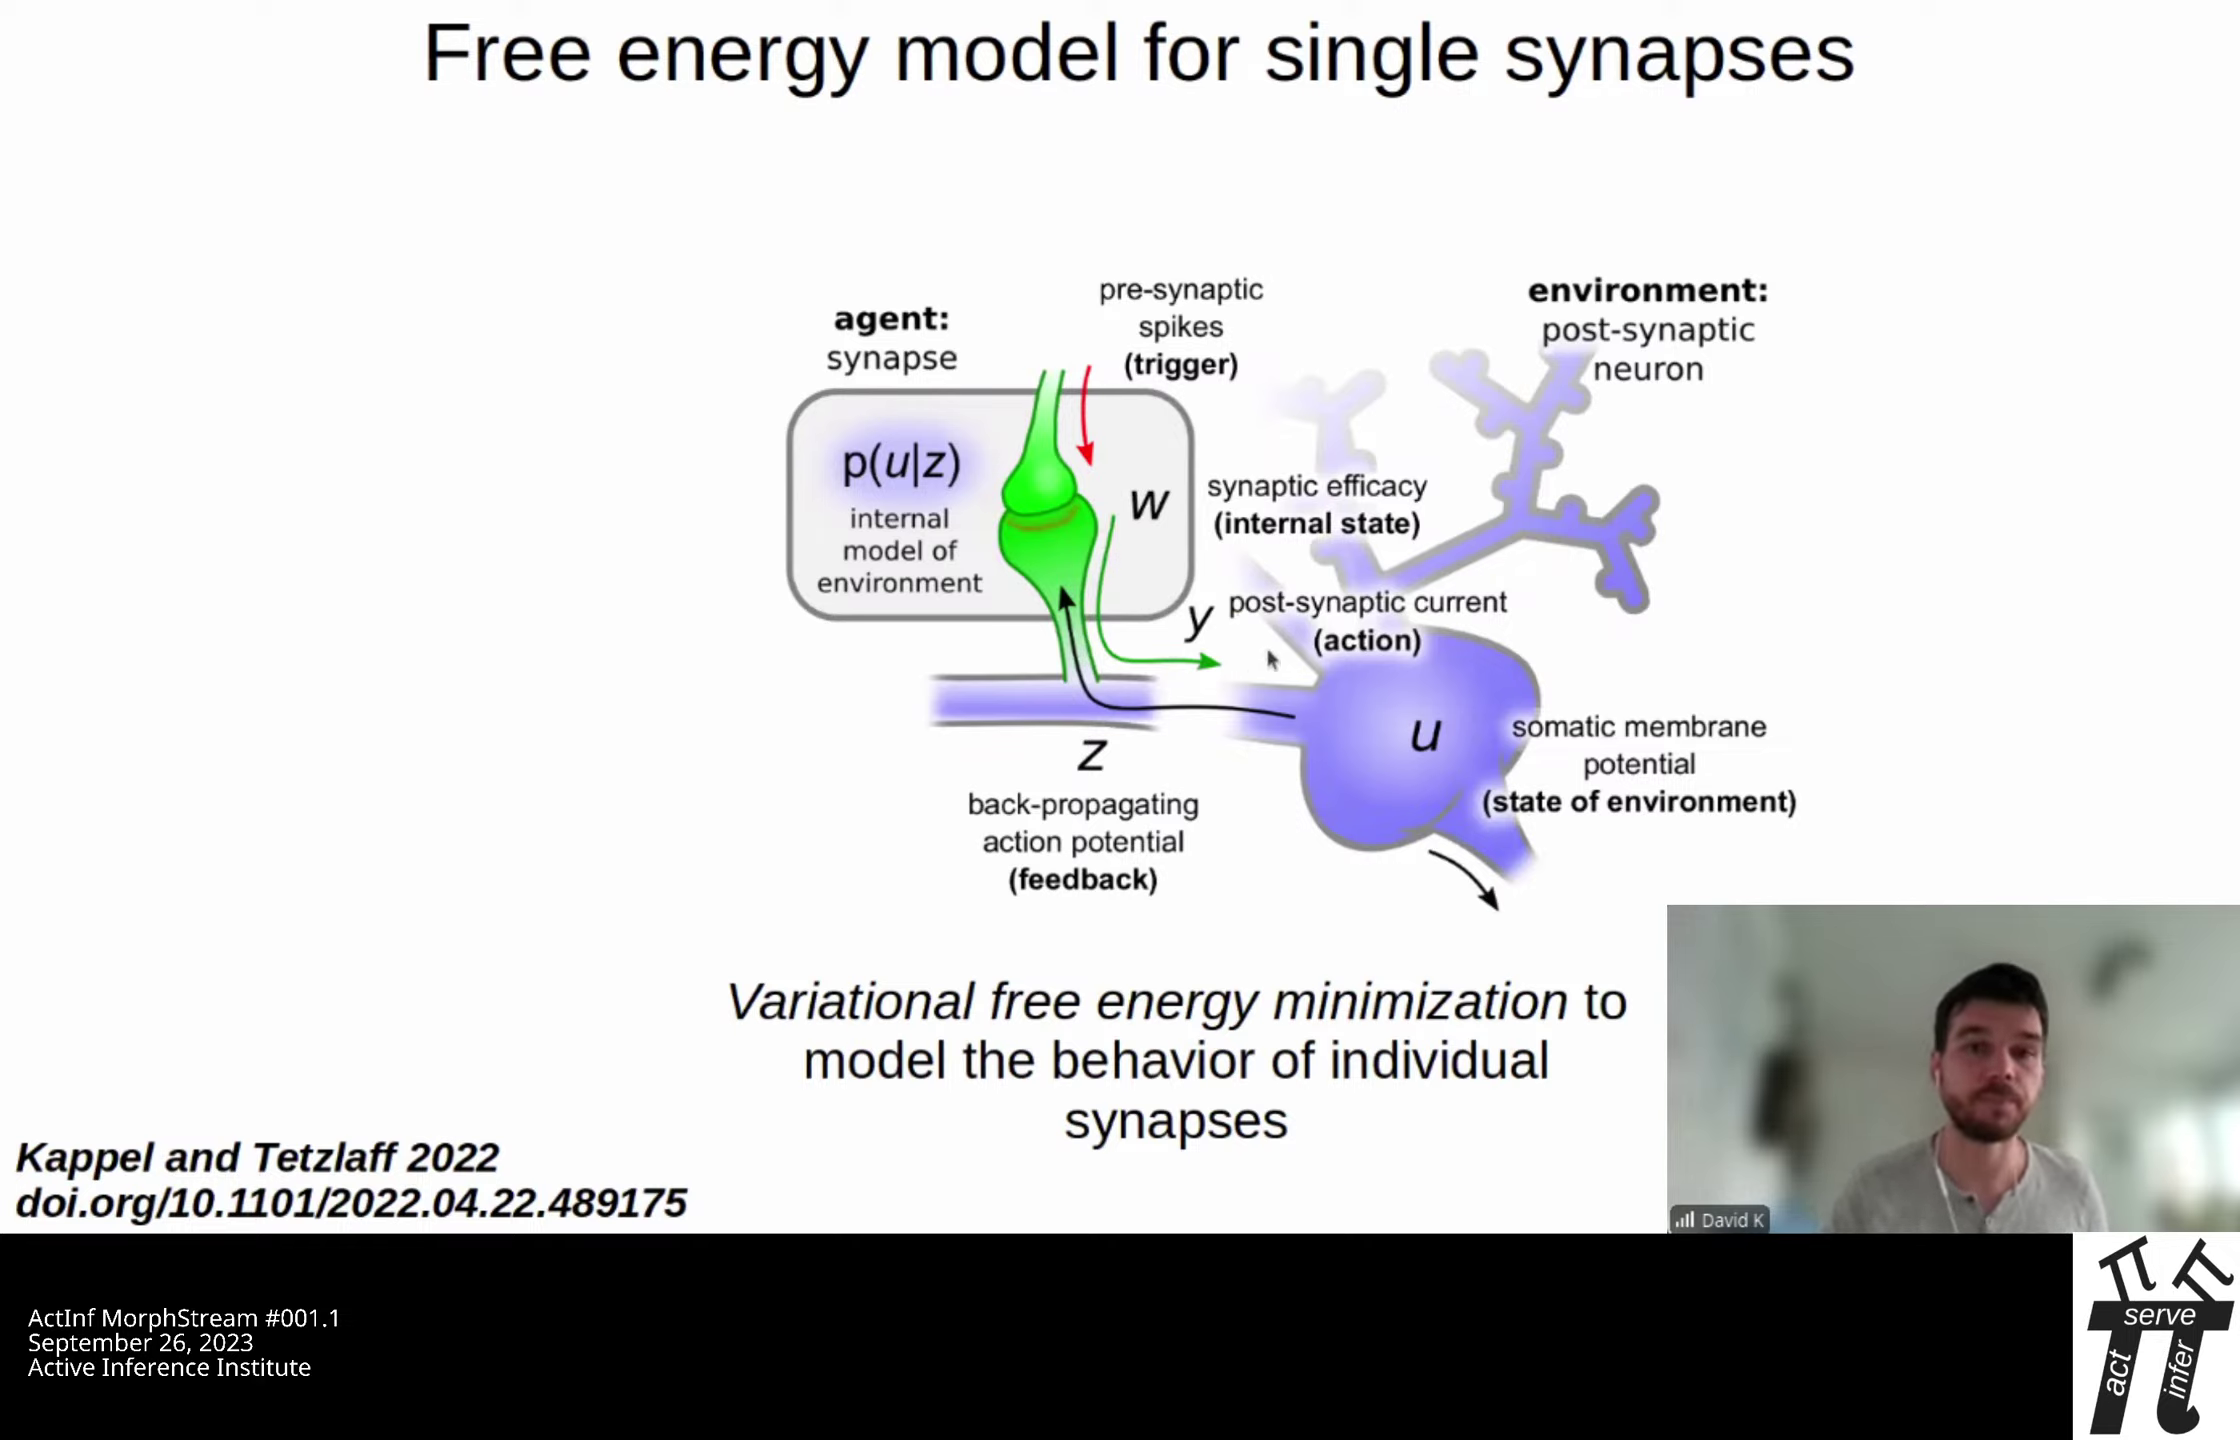 Free energy model for single synapses
agent:
synapse
pre-synaptic
spikes
(trigger)
environment:
post-synaptic
neuron
p(u|z)
internal
model of
environment
w
synaptic efficacy
(internal state)
y
post-synaptic current
(action)
u
somatic membrane
potential
(state of environment)
z
back-propagating
action potential
(feedback)
Variational free energy minimization to
model the behavior of individual
synapses
Kappel and Tetzlaff 2022
doi.org/10.1101/2022.04.22.489175
David K
ActInf MorphStream #001.1
September 26, 2023
Active Inference Institute
serve
act
infer